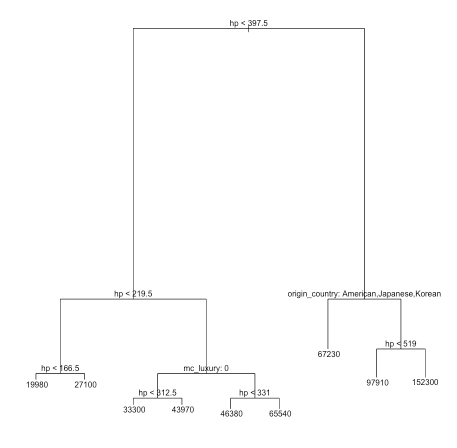 hp < 397.5
hp < 219.5
origin_country: American,Japanese,Korean
67230
hp < 519
hp < 166.5
mc_luxury: 0
97910
152300
19980
27100
hp < 312.5
hp < 331
33300
43970
46380
65540